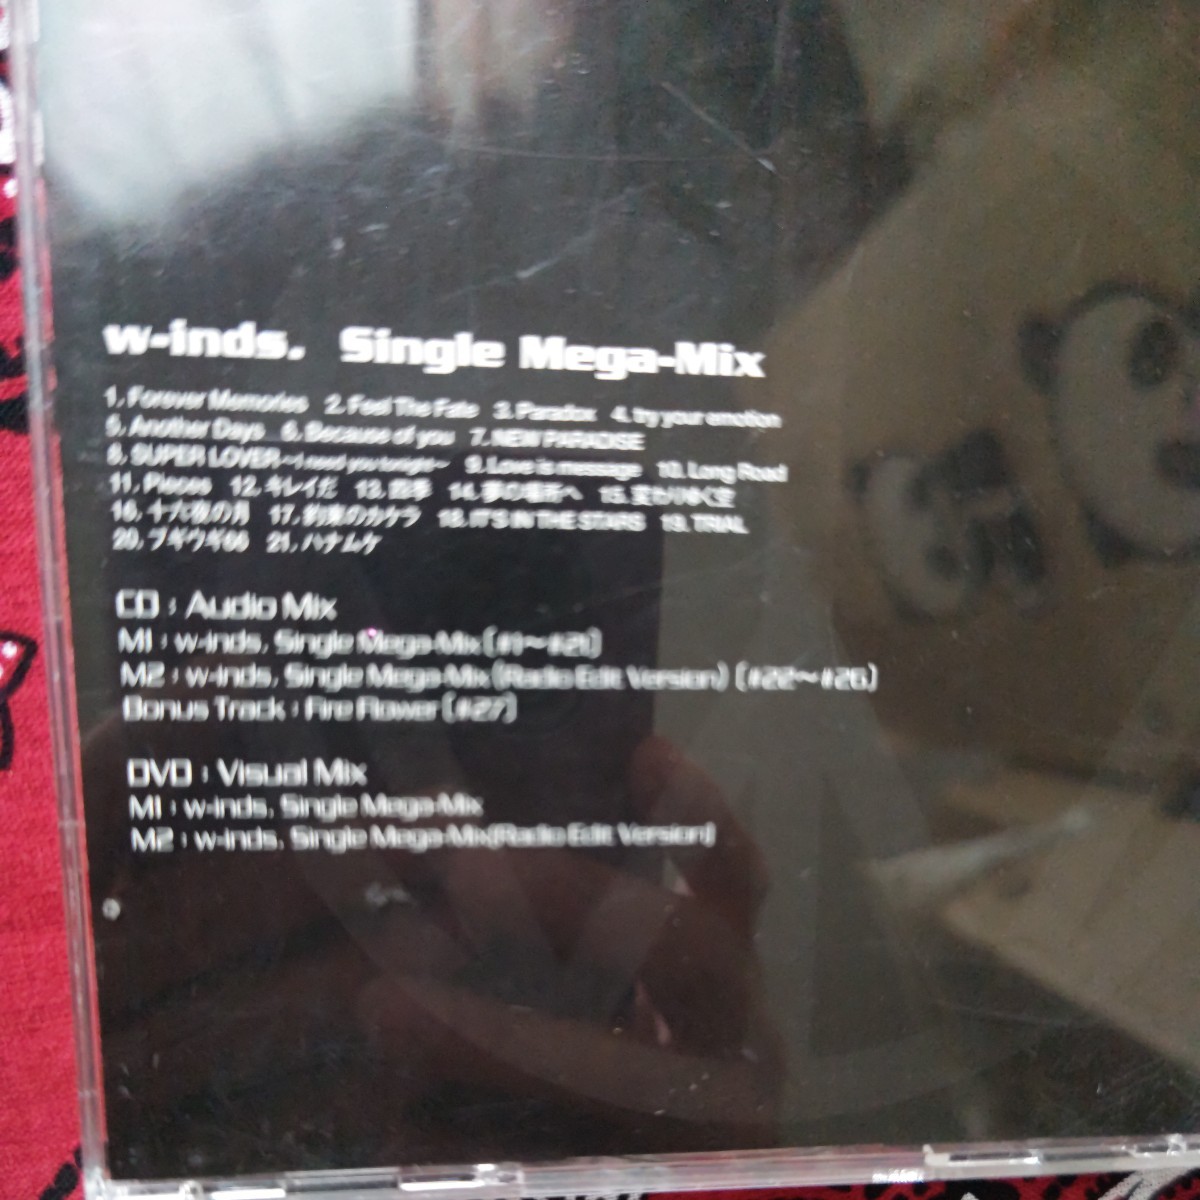 w-inds. Single Mega-Mix
1. Forever Memories 2. Feel The Fate 3. Paradox 4. try your emotion
5. Another Days 6. Because of you 7. NEW PARADISE
8. SUPER LOVER~I need you tonight~ 9. Love is message 10. Long Road
11. Pieces 12. キレイだ 13. 四季 14. 夢の場所へ 15. 変わりゆく空
16. 十六夜の月 17. 約束のカケラ 18. IT'S IN THE STARS 19. TRIAL
20. ブギウギ66 21. ハナムケ
CD : Audio Mix
M1 : w-inds. Single Mega-Mix [#1~#21]
M2 : w-inds. Single Mega-Mix (Radio Edit Version) [#22~#26]
Bonus Track : Fire Flower [#27]
DVD : Visual Mix
M1 : w-inds. Single Mega-Mix
M2 : w-inds. Single Mega-Mix(Radio Edit Version)